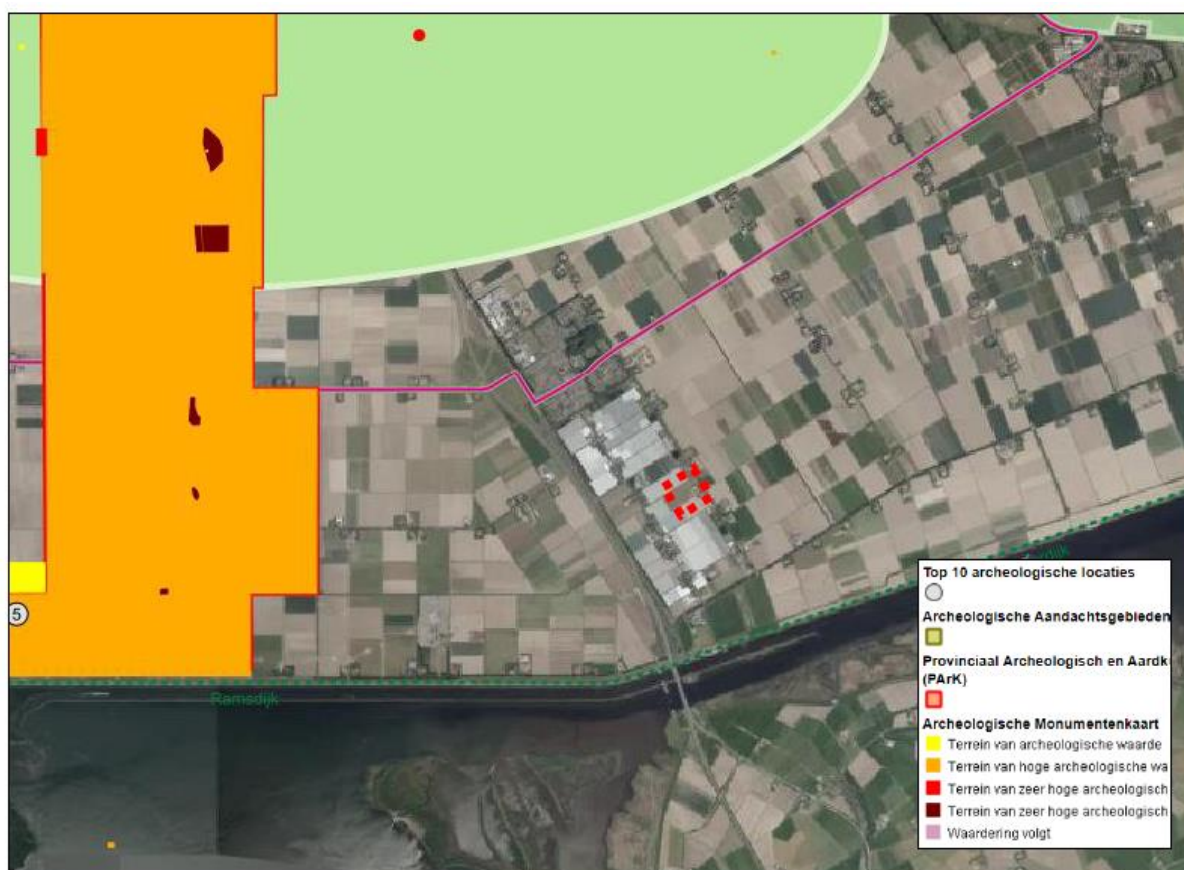 5
Ramsdijk
dijk
Top 10 archeologische locaties
Archeologische Aandachtsgebieden
Provinciaal Archeologisch en Aardk
(PArK)
Archeologische Monumentenkaart
Terrein van archeologische waarde
Terrein van hoge archeologische wa
Terrein van zeer hoge archeologisch
Terrein van zeer hoge archeologisch
Waardering volgt